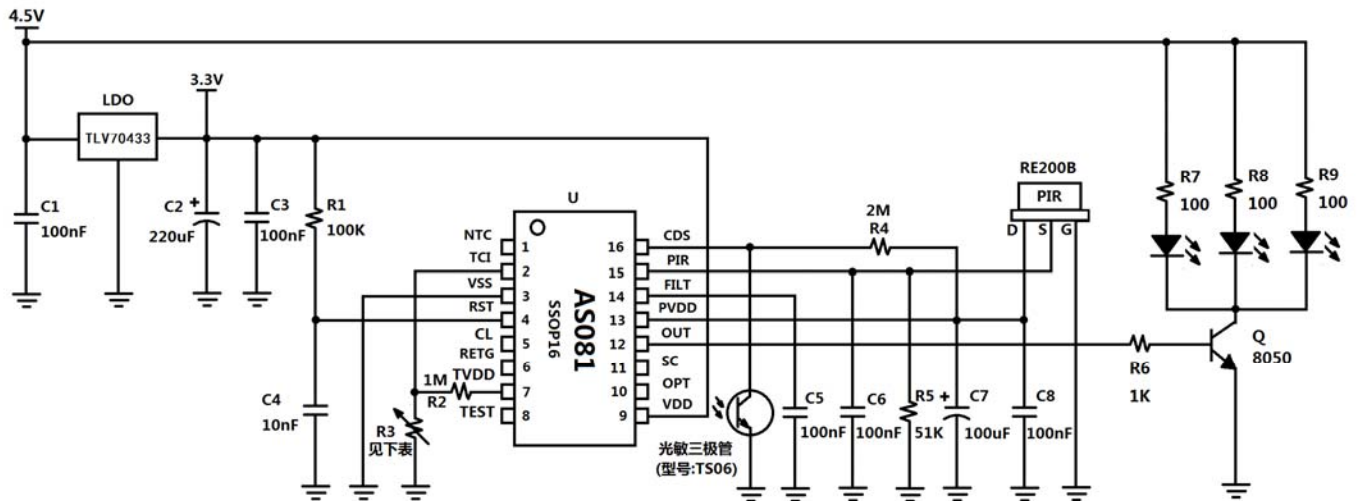 4.5V
3.3V
LDO
TLV70433
C1
100nF
C2
+
220uF
C3
100nF
R1
100K
C4
10nF
U
AS081
SSOP16
NTC
1
TCI
2
VSS
3
RST
4
CL
5
RETG
6
TVDD
7
TEST
8
1M
R2
R3
见下表
16
CDS
15
PIR
14
FILT
13
PVDD
12
OUT
11
SC
10
OPT
9
VDD
2M
R4
RE200B
PIR
D
S
G
光敏三极管
(型号:TS06)
C5
100nF
C6
100nF
R5
51K
+
C7
100uF
C8
100nF
R6
1K
R7
100
R8
100
R9
100
Q
8050